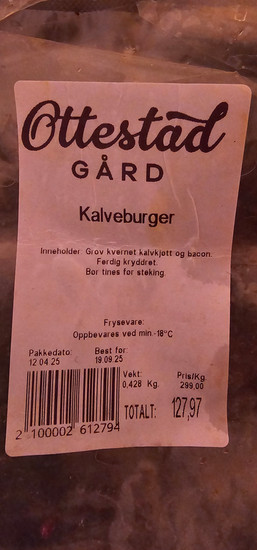 Ottestad
GÅRD
Kalveburger
Inneholder: Grov kvernet kalvkjøtt og bacon.
Ferdig krydret.
Bør tines før steking.
Frysevare:
Oppbevares ved min.-18°C
Pakkedato: Best før:
12.04.25 19.09.25
Vekt: Pris/Kg.
0,428 Kg. 299,00
TOTALT: 127,97
2 100002 612794